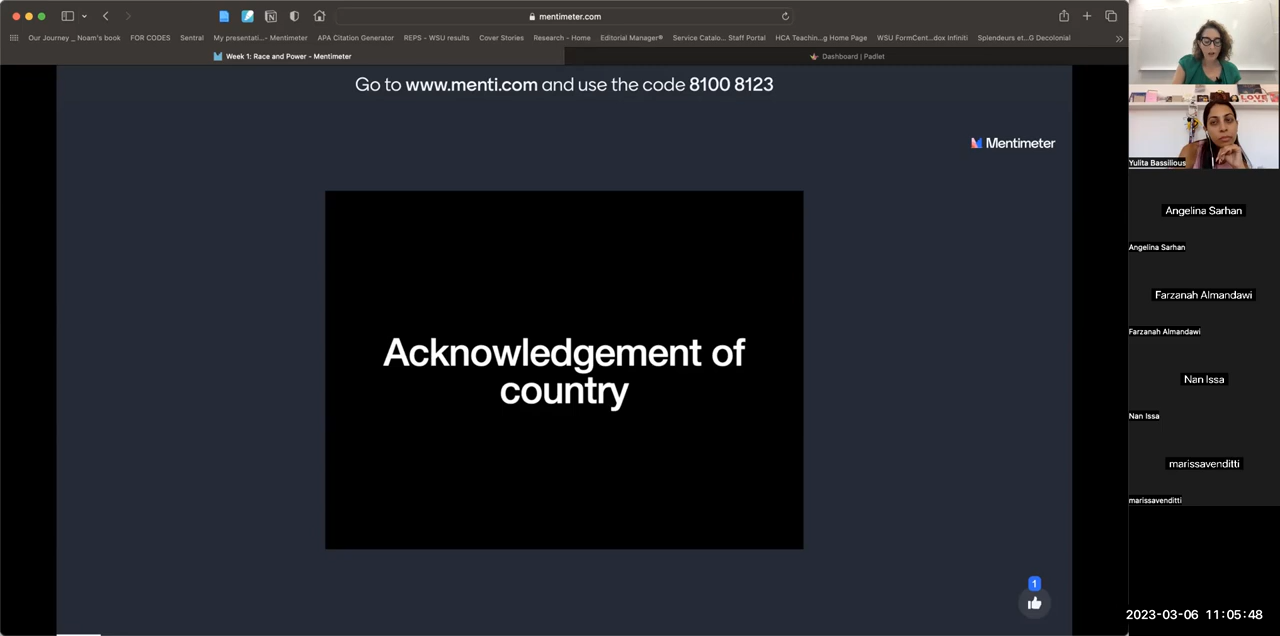 mentimeter.com
Our Journey _ Noam's book
FOR CODES
Sentral
My presentati...- Mentimeter
APA Citation Generator
REPS - WSU results
Cover Stories
Research - Home
Editorial Manager®
Service Catalo... Staff Portal
HCA Teachin...g Home Page
WSU FormCent...dox Infiniti
Splendeurs et...G Decolonial
Week 1: Race and Power - Mentimeter
Dashboard | Padlet
Go to www.menti.com and use the code 8100 8123
Mentimeter
Acknowledgement of
country
1
LOVE
Yulita Bassilious
Angelina Sarhan
Angelina Sarhan
Farzanah Almandawi
Farzanah Almandawi
Nan Issa
Nan Issa
marissavenditti
marissavenditti
2023-03-06 11:05:48